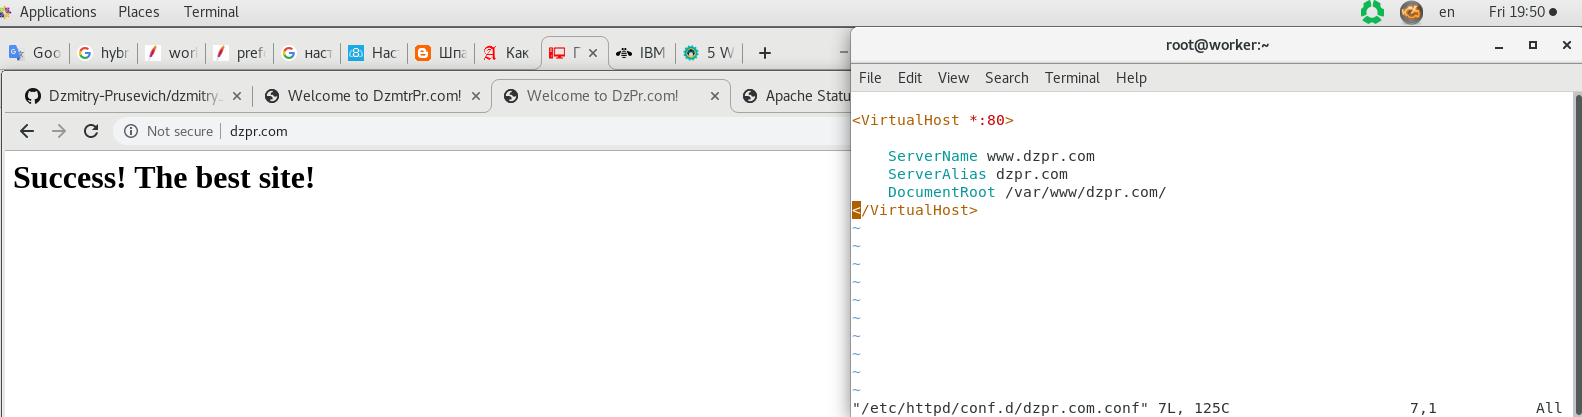 Applications Places Terminal en Fri 19:50
Goo hybr wor prefe наст Нас Шпа Как IBM 5 W
root@worker:~
File Edit View Search Terminal Help
Dzmitry-Prusevich/dzmitry Welcome to DzmtrPr.com! Welcome to DzPr.com! Apache Statu
Not secure dzpr.com
Success! The best site!
<VirtualHost *:80>
ServerName www.dzpr.com
ServerAlias dzpr.com
DocumentRoot /var/www/dzpr.com/
</VirtualHost>
~
~
~
~
~
~
~
~
~
~
"/etc/httpd/conf.d/dzpr.com.conf" 7L, 125C 7,1 All